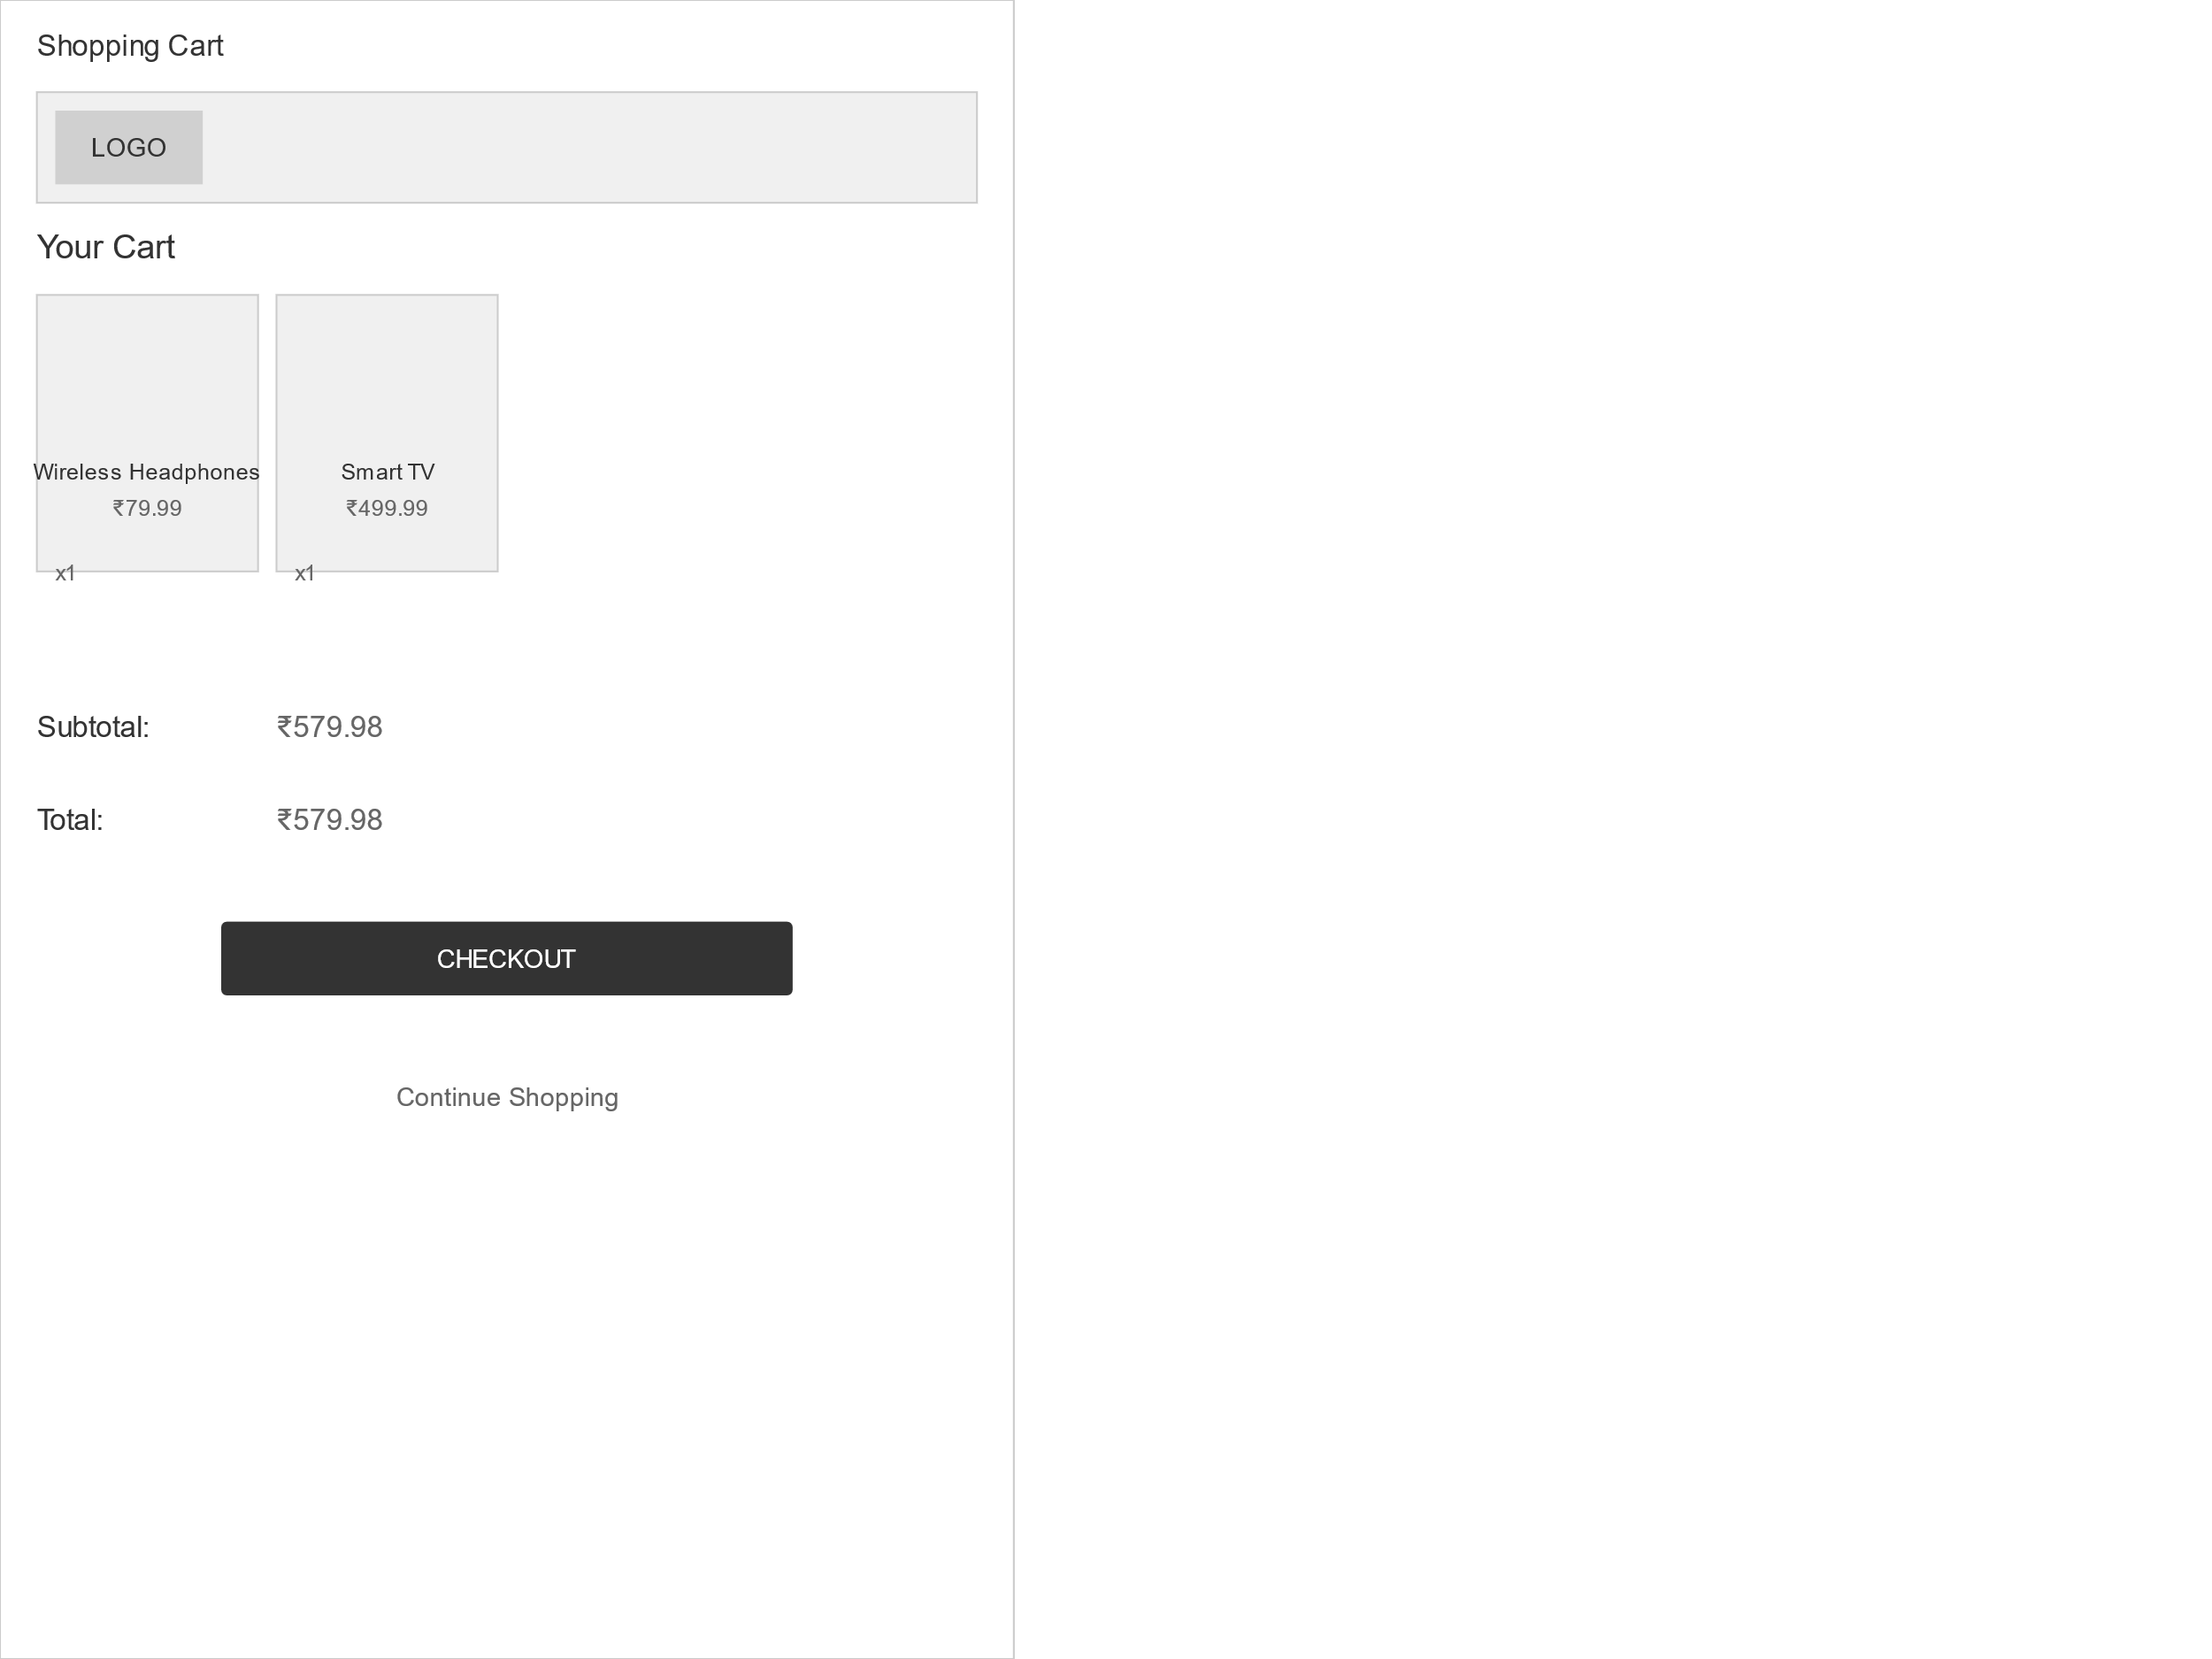 Shopping Cart
LOGO
Your Cart
Wireless Headphones
₹79.99
x1
Smart TV
₹499.99
x1
Subtotal: ₹579.98
Total: ₹579.98
CHECKOUT
Continue Shopping